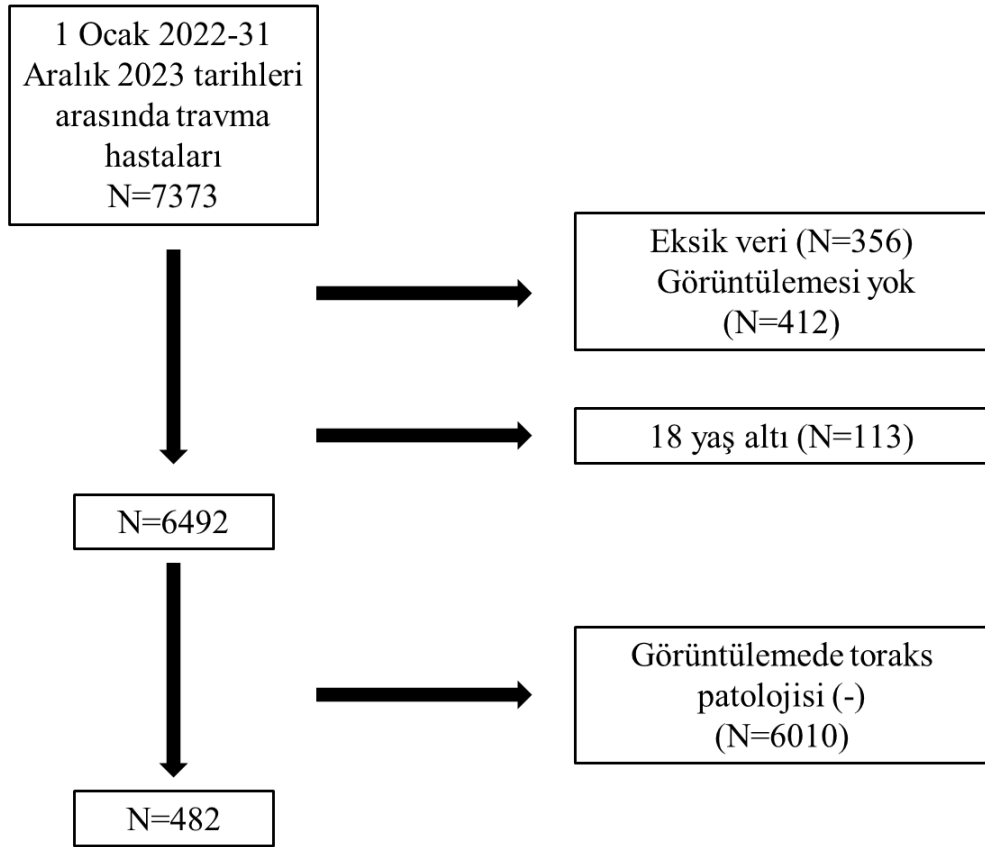 1 Ocak 2022-31
Aralık 2023 tarihleri
arasında travma
hastaları
N=7373
Eksik veri (N=356)
Görüntülemesi yok
(N=412)
18 yaş altı (N=113)
N=6492
Görüntülemede toraks
patolojisi (-)
(N=6010)
N=482